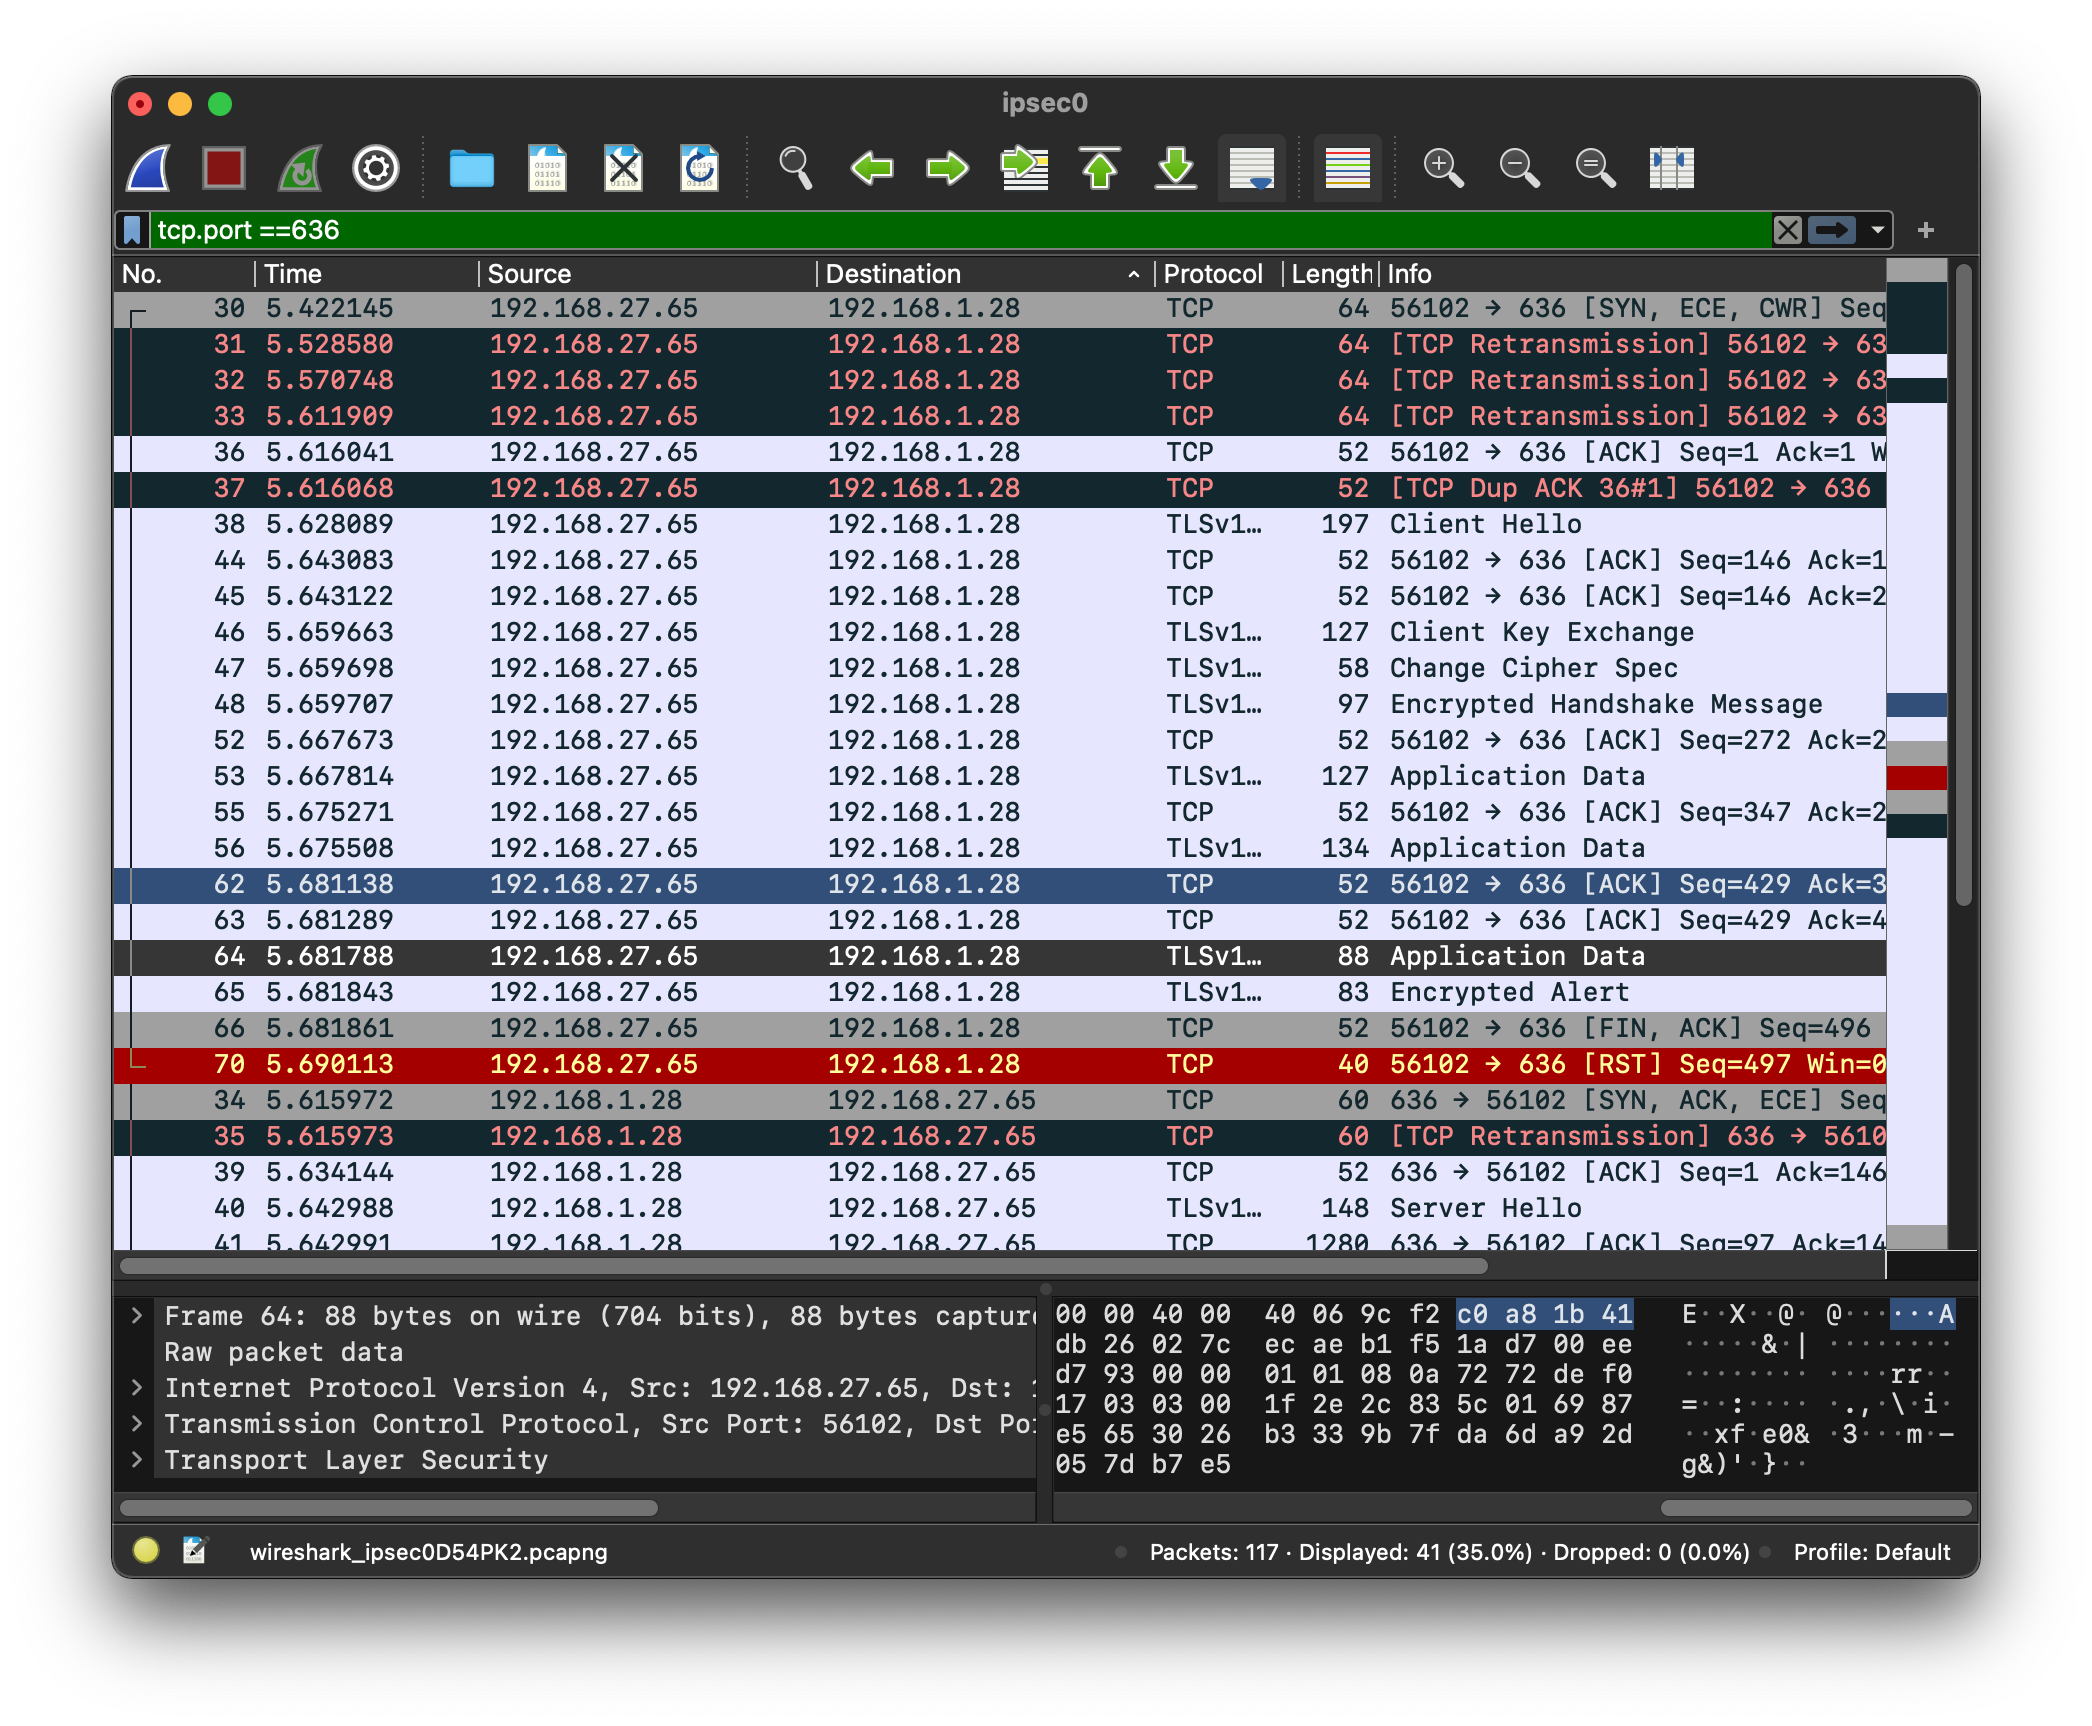 ipsec0
tcp.port ==636
No. Time Source Destination Protocol Length Info
30 5.422145 192.168.27.65 192.168.1.28 TCP 64 56102 → 636 [SYN, ECE, CWR] Seq
31 5.528580 192.168.27.65 192.168.1.28 TCP 64 [TCP Retransmission] 56102 → 63
32 5.570748 192.168.27.65 192.168.1.28 TCP 64 [TCP Retransmission] 56102 → 63
33 5.611909 192.168.27.65 192.168.1.28 TCP 64 [TCP Retransmission] 56102 → 63
36 5.616041 192.168.27.65 192.168.1.28 TCP 52 56102 → 636 [ACK] Seq=1 Ack=1 W
37 5.616068 192.168.27.65 192.168.1.28 TCP 52 [TCP Dup ACK 36#1] 56102 → 636
38 5.628089 192.168.27.65 192.168.1.28 TLSv1… 197 Client Hello
44 5.643083 192.168.27.65 192.168.1.28 TCP 52 56102 → 636 [ACK] Seq=146 Ack=1
45 5.643122 192.168.27.65 192.168.1.28 TCP 52 56102 → 636 [ACK] Seq=146 Ack=2
46 5.659663 192.168.27.65 192.168.1.28 TLSv1… 127 Client Key Exchange
47 5.659698 192.168.27.65 192.168.1.28 TLSv1… 58 Change Cipher Spec
48 5.659707 192.168.27.65 192.168.1.28 TLSv1… 97 Encrypted Handshake Message
52 5.667673 192.168.27.65 192.168.1.28 TCP 52 56102 → 636 [ACK] Seq=272 Ack=2
53 5.667814 192.168.27.65 192.168.1.28 TLSv1… 127 Application Data
55 5.675271 192.168.27.65 192.168.1.28 TCP 52 56102 → 636 [ACK] Seq=347 Ack=2
56 5.675508 192.168.27.65 192.168.1.28 TLSv1… 134 Application Data
62 5.681138 192.168.27.65 192.168.1.28 TCP 52 56102 → 636 [ACK] Seq=429 Ack=3
63 5.681289 192.168.27.65 192.168.1.28 TCP 52 56102 → 636 [ACK] Seq=429 Ack=4
64 5.681788 192.168.27.65 192.168.1.28 TLSv1… 88 Application Data
65 5.681843 192.168.27.65 192.168.1.28 TLSv1… 83 Encrypted Alert
66 5.681861 192.168.27.65 192.168.1.28 TCP 52 56102 → 636 [FIN, ACK] Seq=496
70 5.690113 192.168.27.65 192.168.1.28 TCP 40 56102 → 636 [RST] Seq=497 Win=0
34 5.615972 192.168.1.28 192.168.27.65 TCP 60 636 → 56102 [SYN, ACK, ECE] Seq
35 5.615973 192.168.1.28 192.168.27.65 TCP 60 [TCP Retransmission] 636 → 5610
39 5.634144 192.168.1.28 192.168.27.65 TCP 52 636 → 56102 [ACK] Seq=1 Ack=146
40 5.642988 192.168.1.28 192.168.27.65 TLSv1… 148 Server Hello
41 5.642991 192.168.1.28 192.168.27.65 TCP 1280 636 → 56102 [ACK] Seq=97 Ack=14
Frame 64: 88 bytes on wire (704 bits), 88 bytes capture
Raw packet data
Internet Protocol Version 4, Src: 192.168.27.65, Dst: 1
Transmission Control Protocol, Src Port: 56102, Dst Por
Transport Layer Security
00 00 40 00 40 06 9c f2 c0 a8 1b 41 E··X··@· @·······A
db 26 02 7c ec ae b1 f5 1a d7 00 ee ·····&·| ········
d7 93 00 00 01 01 08 0a 72 72 de f0 ········ ····rr··
17 03 03 00 1f 2e 2c 83 5c 01 69 87 =··:···· ·.,·\·i·
e5 65 30 26 b3 33 9b 7f da 6d a9 2d ··xf·e0& ·3···m·-
05 7d b7 e5 g&)'·}··
wireshark_ipsec0D54PK2.pcapng
Packets: 117 · Displayed: 41 (35.0%) · Dropped: 0 (0.0%)
Profile: Default